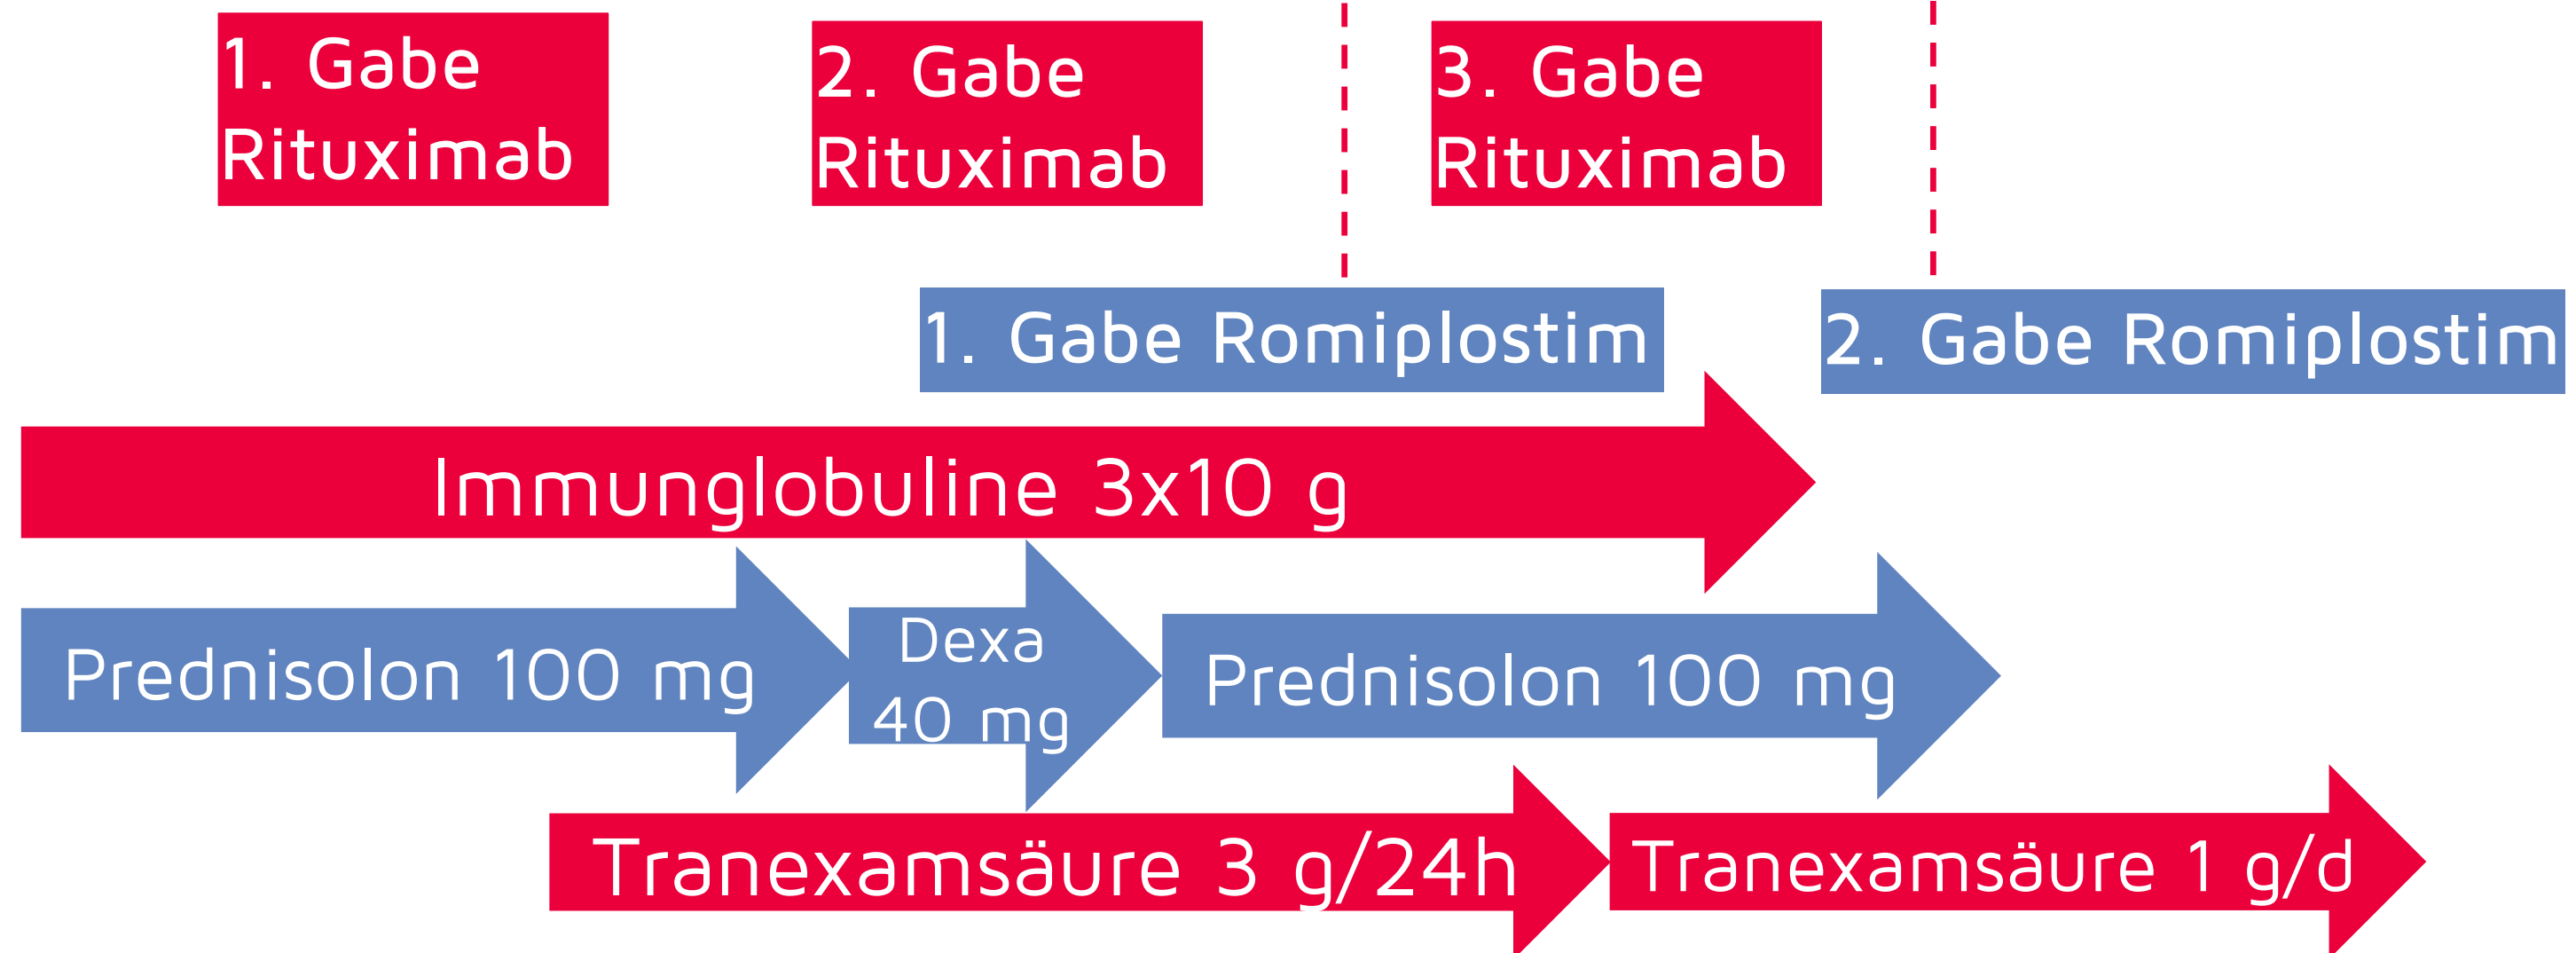 1. Gabe
Rituximab
2. Gabe
Rituximab
3. Gabe
Rituximab
1. Gabe Romiplostim
2. Gabe Romiplostim
Immunglobuline 3x10 g
Prednisolon 100 mg
Dexa
40 mg
Prednisolon 100 mg
Tranexamsäure 3 g/24h
Tranexamsäure 1 g/d